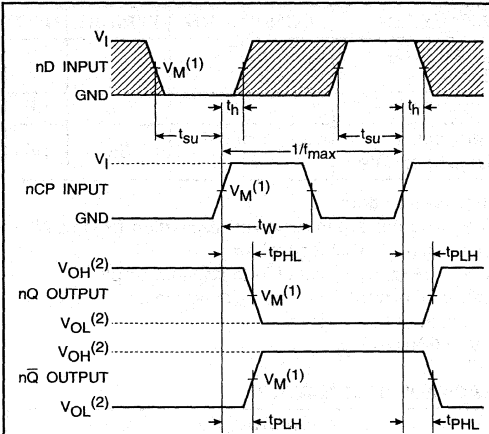 V_I
nD INPUT
V_M(1)
GND
t_su
t_h
t_su
t_h
1/f_max
V_I
nCP INPUT
V_M(1)
GND
t_W
t_PHL
t_PLH
V_OH(2)
nQ OUTPUT
V_M(1)
V_OL(2)
V_OH(2)
nQ̅ OUTPUT
V_M(1)
V_OL(2)
t_PLH
t_PHL